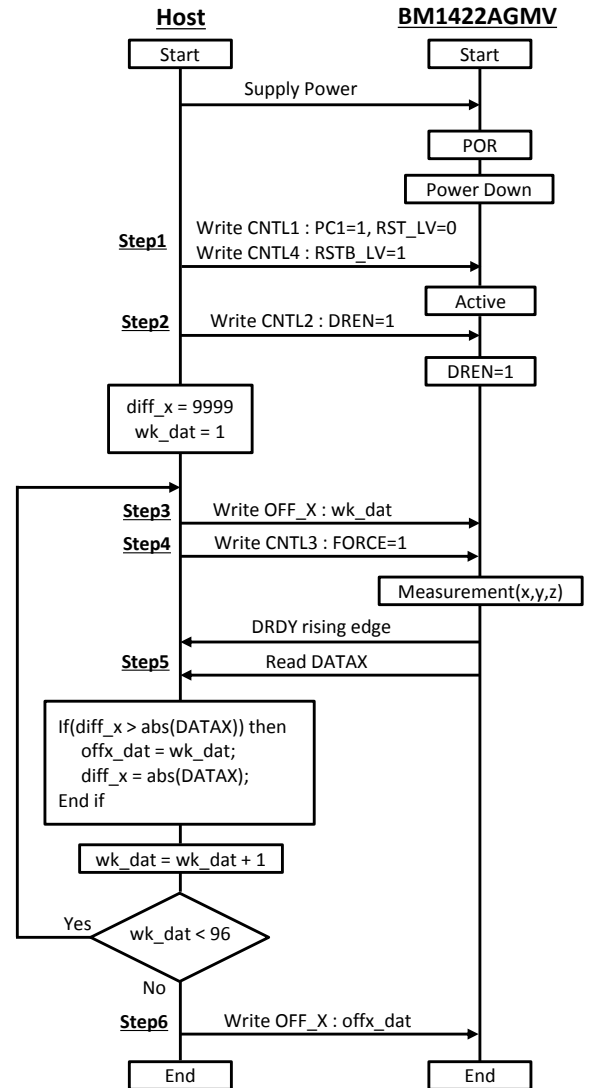 Host BM1422AGMV
Start Start
Supply Power
POR
Power Down
Write CNTL1 : PC1=1, RST_LV=0
Step1
Write CNTL4 : RSTB_LV=1
Active
Step2 Write CNTL2 : DREN=1
DREN=1
diff_x = 9999
wk_dat = 1
Step3 Write OFF_X : wk_dat
Step4 Write CNTL3 : FORCE=1
Measurement(x,y,z)
DRDY rising edge
Step5 Read DATAX
If(diff_x > abs(DATAX)) then
offx_dat = wk_dat;
diff_x = abs(DATAX);
End if
wk_dat = wk_dat + 1
Yes
wk_dat < 96
No
Step6 Write OFF_X : offx_dat
End End